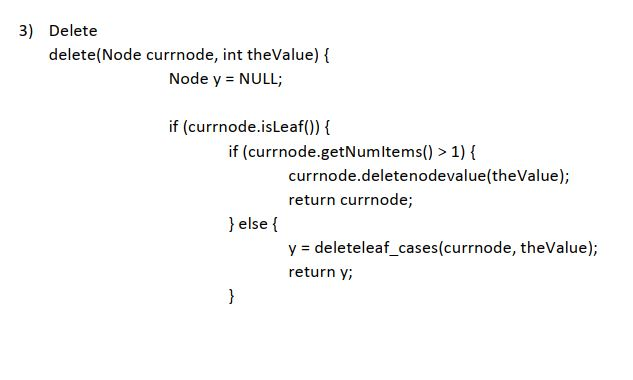 3) Delete
delete(Node currnode, int theValue) {
Node y = NULL;
if (currnode.isLeaf()) {
if (currnode.getNumItems() > 1) {
currnode.deletenodevalue(theValue);
return currnode;
} else {
y = deleteleaf_cases(currnode, theValue);
return y;
}